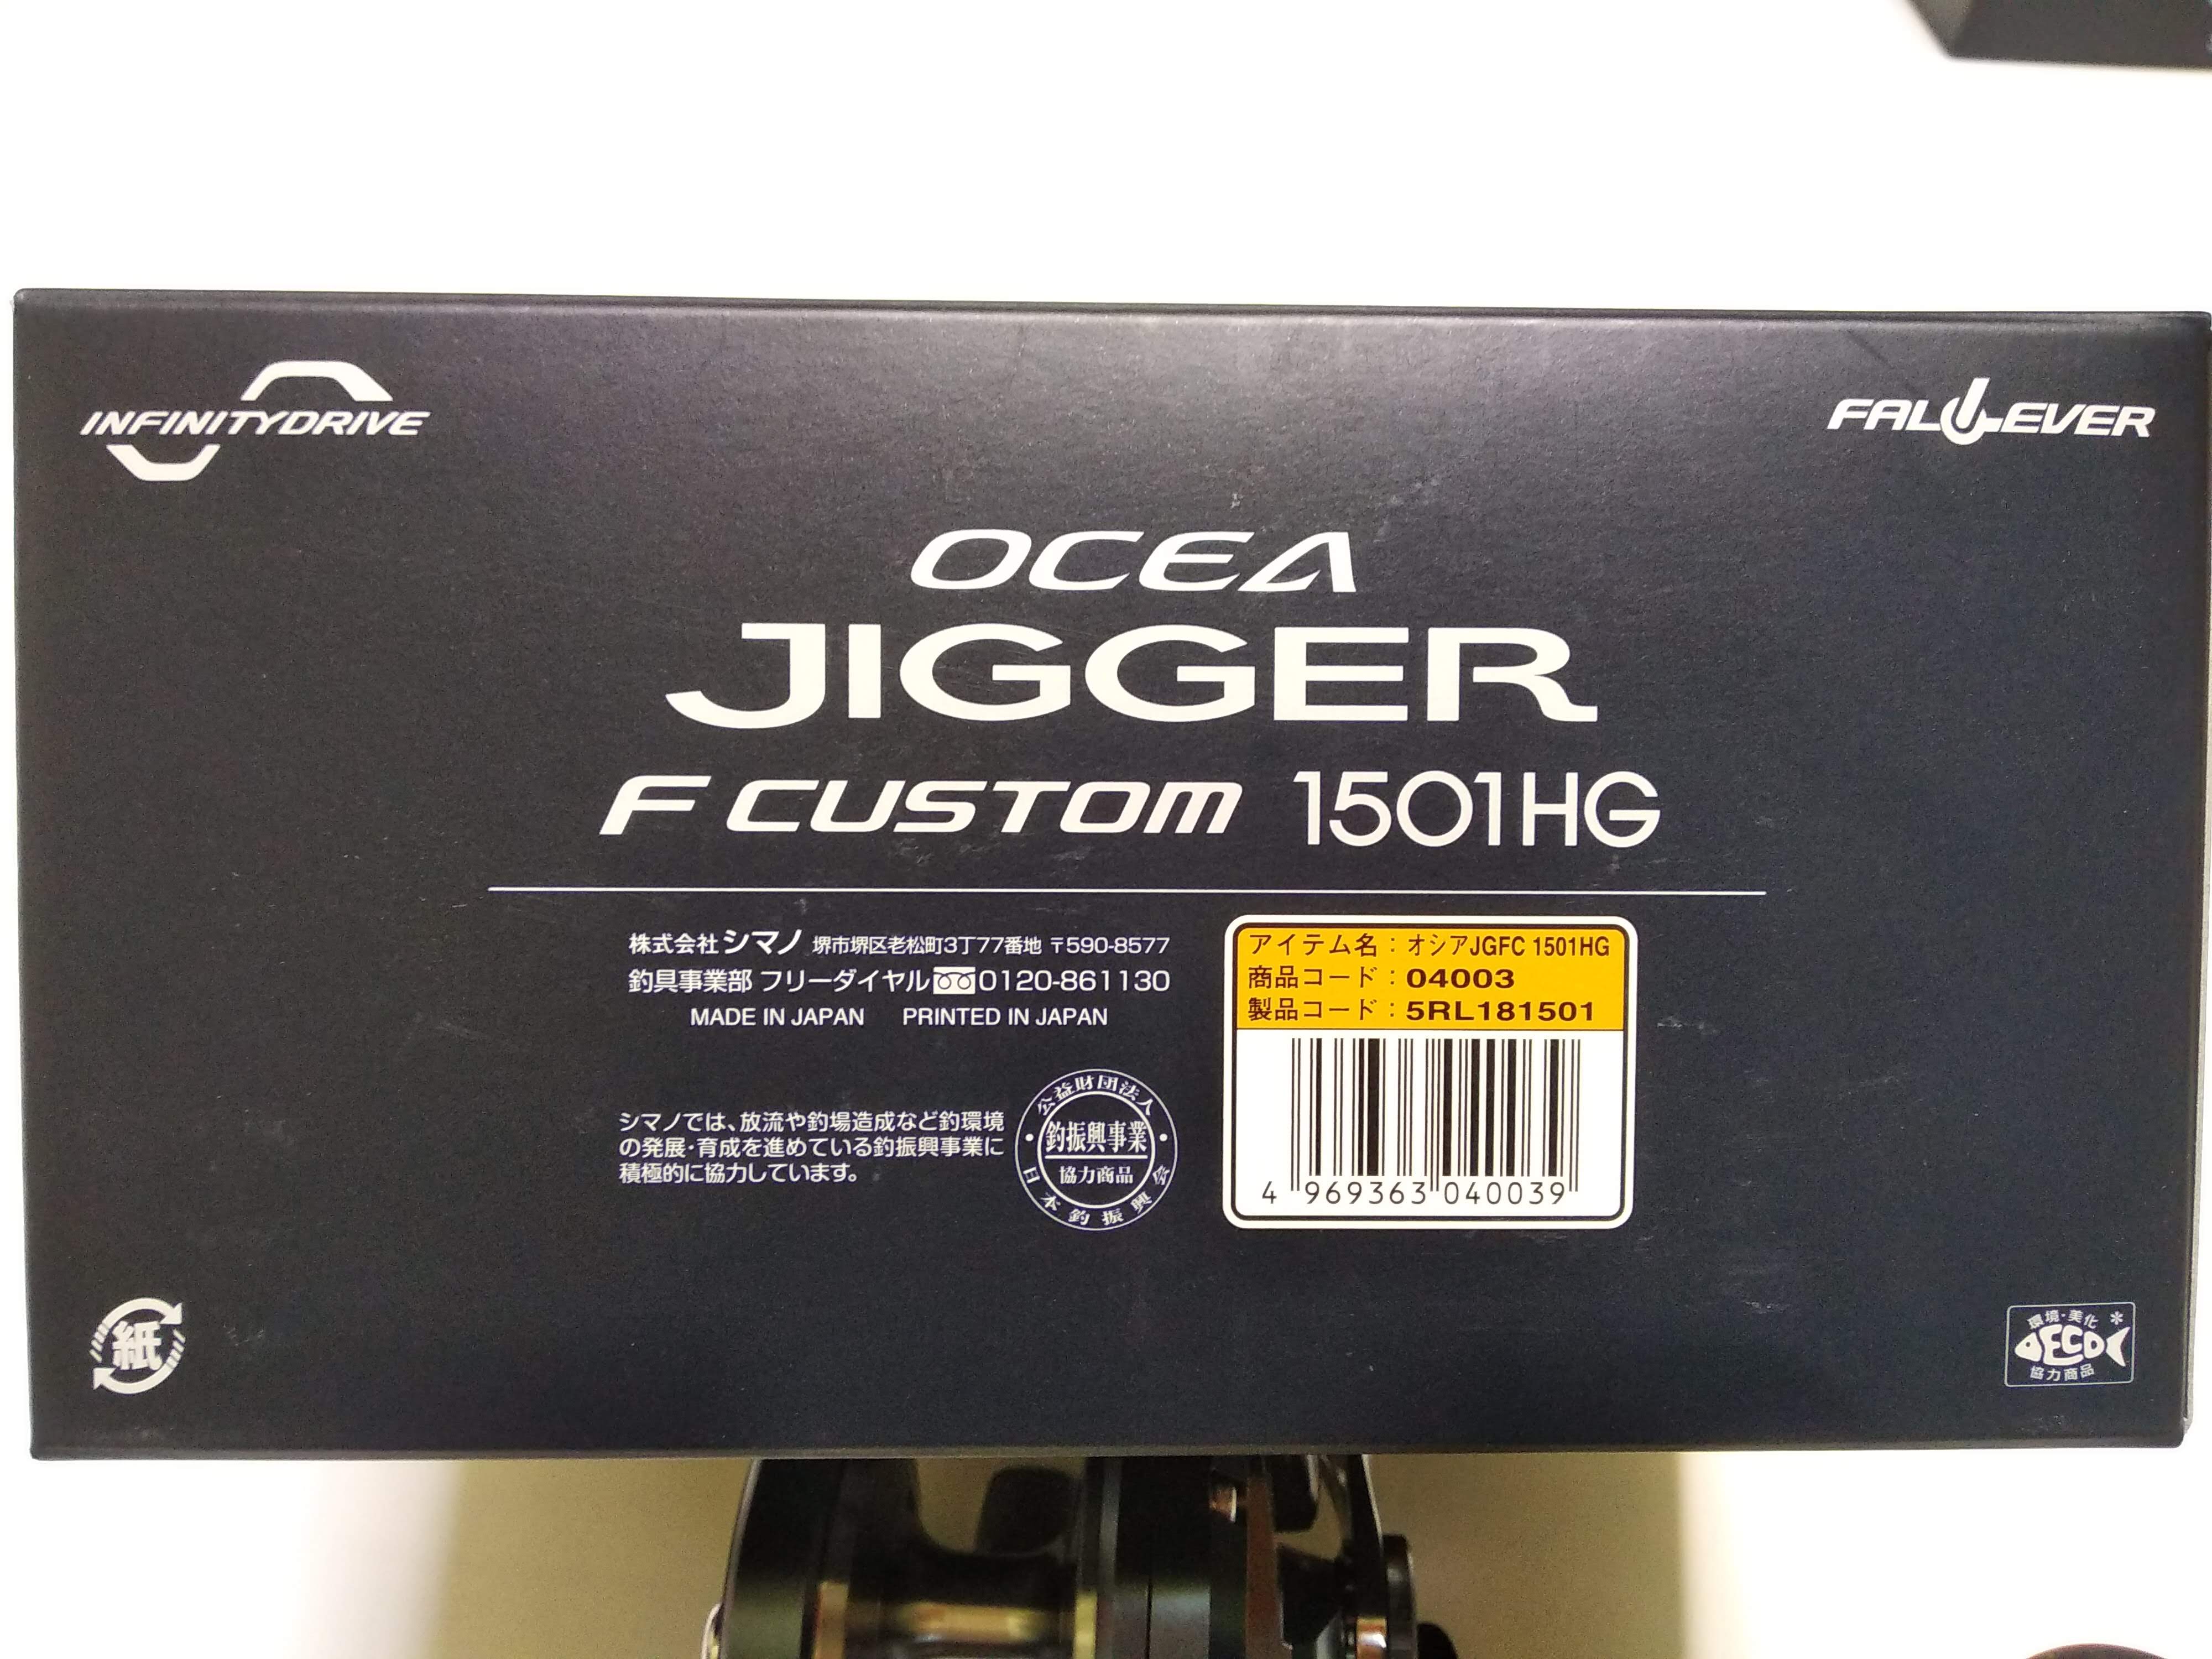 INFINITYDRIVE
FALLEVER
OCEA
JIGGER
F CUSTOM 1501HG
株式会社シマノ 堺市堺区老松町3丁77番地 〒590-8577
釣具事業部 フリーダイヤル 0120-861130
MADE IN JAPAN PRINTED IN JAPAN
アイテム名：オシアJGFC 1501HG
商品コード：04003
製品コード：5RL181501
4 969363 040039
シマノでは、放流や釣場造成など釣環境
の発展・育成を進めている釣振興事業に
積極的に協力しています。
公益財団法人
釣振興事業
協力商品
日本釣振興会
紙
環境・美化
ECO
協力商品